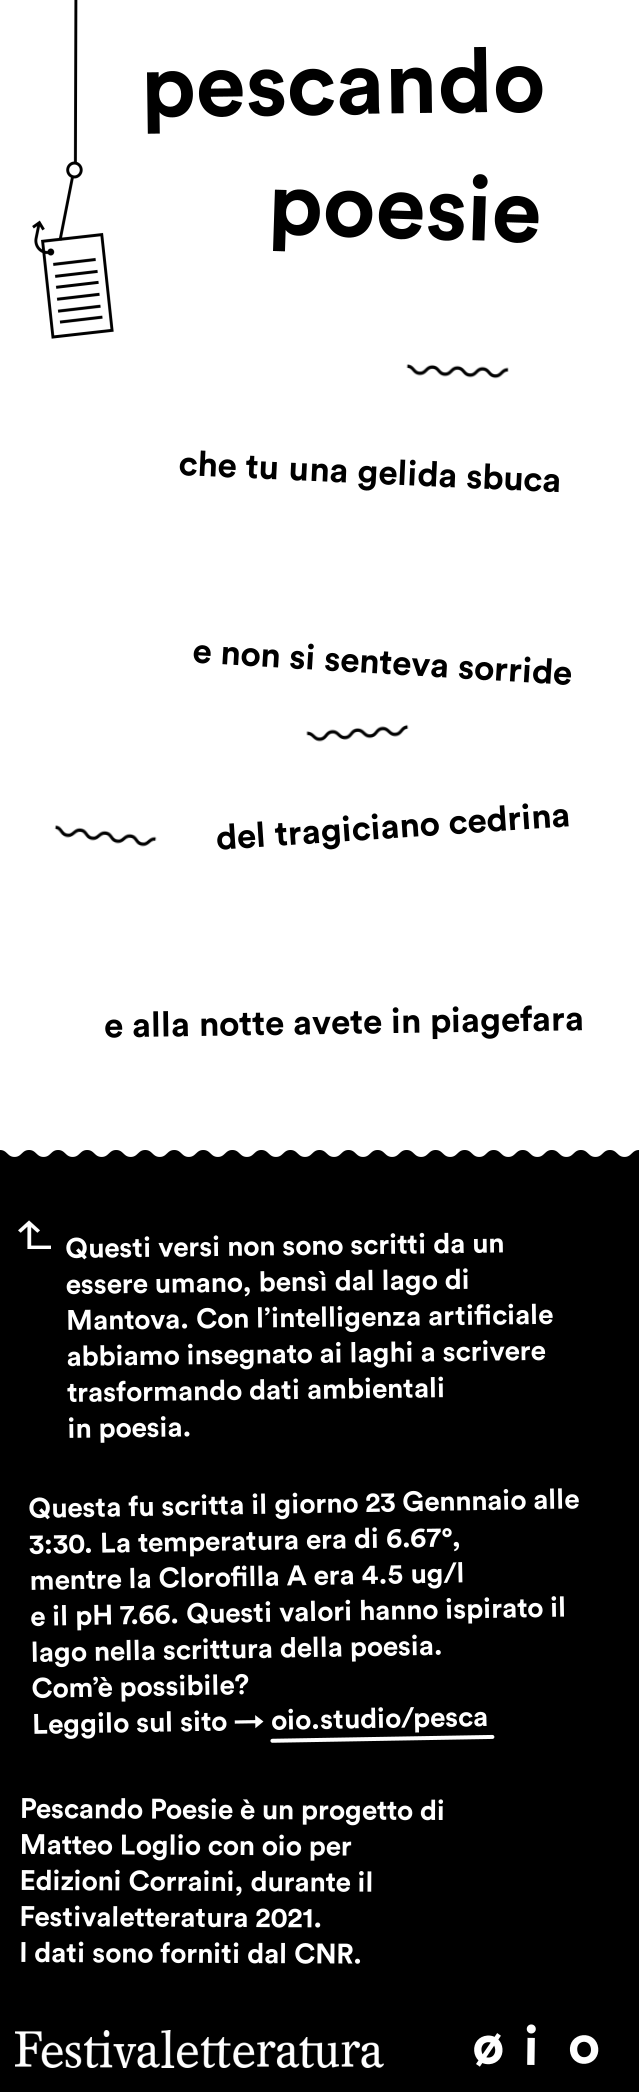 pescando
poesie
che tu una gelida sbuca
e non si senteva sorride
del tragiciano cedrina
e alla notte avete in piagefara
Questi versi non sono scritti da un
essere umano, bensì dal lago di
Mantova. Con l'intelligenza artificiale
abbiamo insegnato ai laghi a scrivere
trasformando dati ambientali
in poesia.
Questa fu scritta il giorno 23 Gennnaio alle
3:30. La temperatura era di 6.67°,
mentre la Clorofilla A era 4.5 ug/l
e il pH 7.66. Questi valori hanno ispirato il
lago nella scrittura della poesia.
Com'è possibile?
Leggilo sul sito → oio.studio/pesca
Pescando Poesie è un progetto di
Matteo Loglio con oio per
Edizioni Corraini, durante il
Festivaletteratura 2021.
I dati sono forniti dal CNR.
Festivaletteratura ø i o